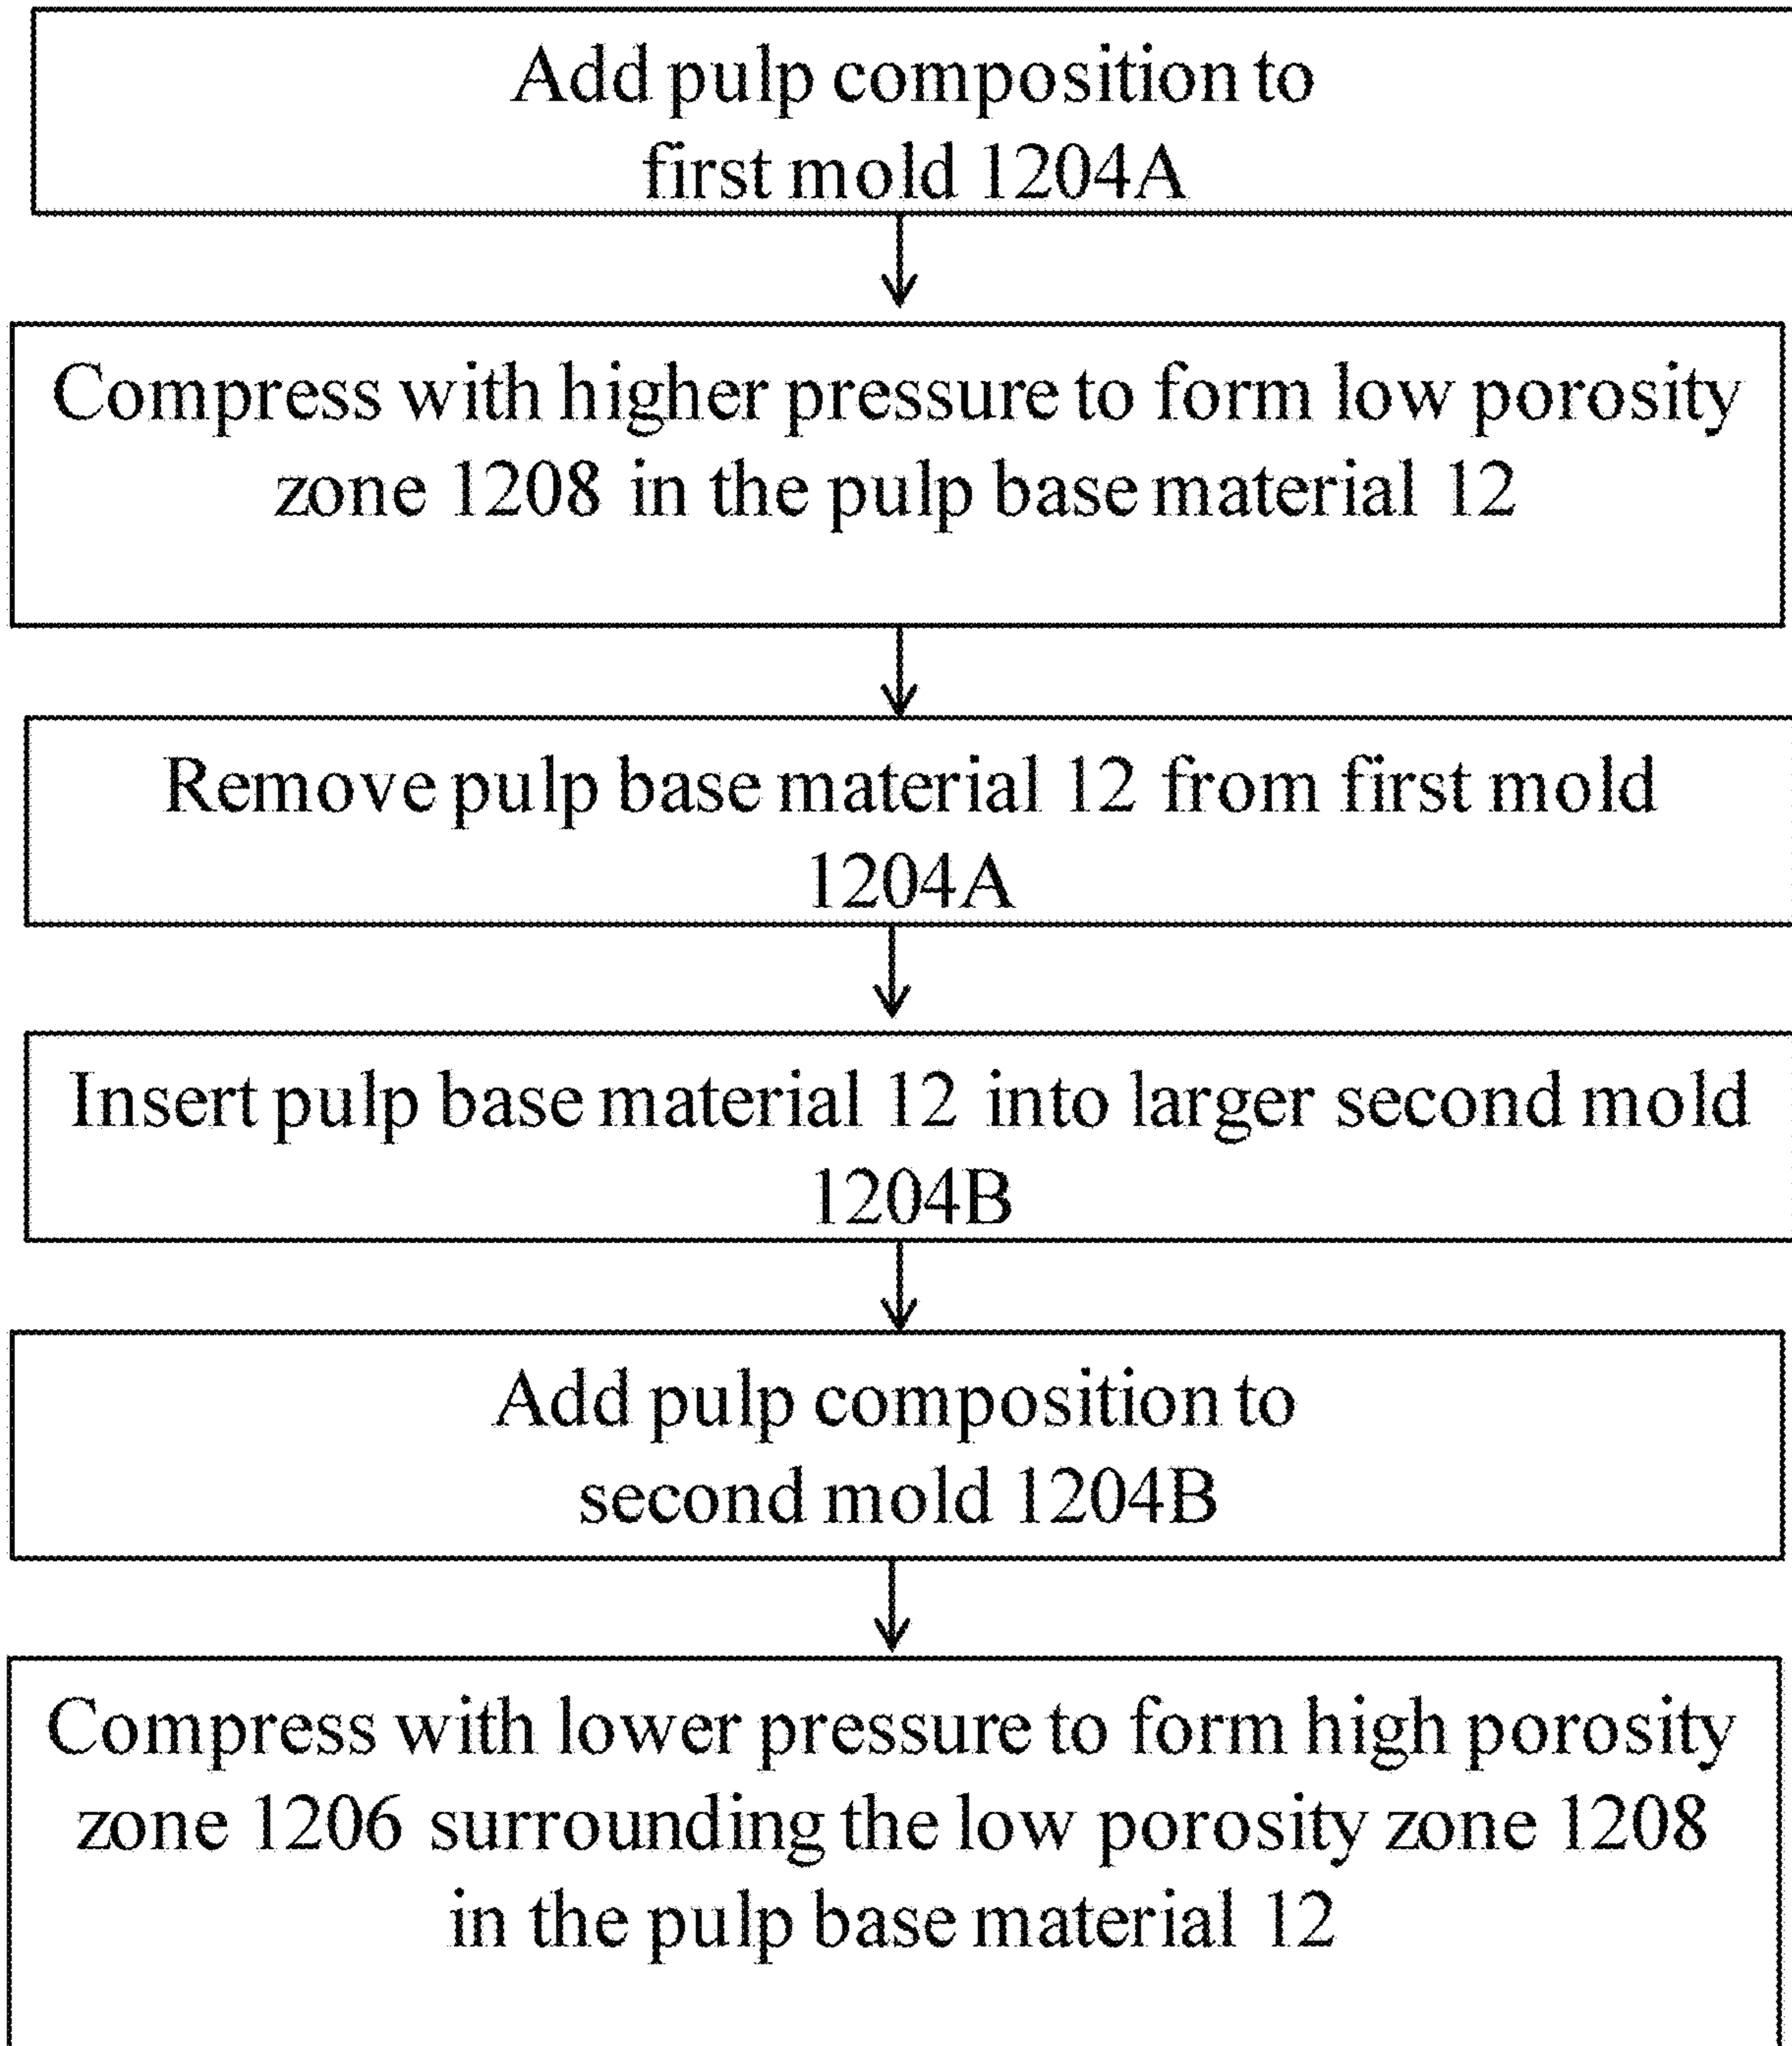 Add pulp composition to
first mold 1204A
Compress with higher pressure to form low porosity
zone 1208 in the pulp base material 12
Remove pulp base material 12 from first mold
1204A
Insert pulp base material 12 into larger second mold
1204B
Add pulp composition to
second mold 1204B
Compress with lower pressure to form high porosity
zone 1206 surrounding the low porosity zone 1208
in the pulp base material 12